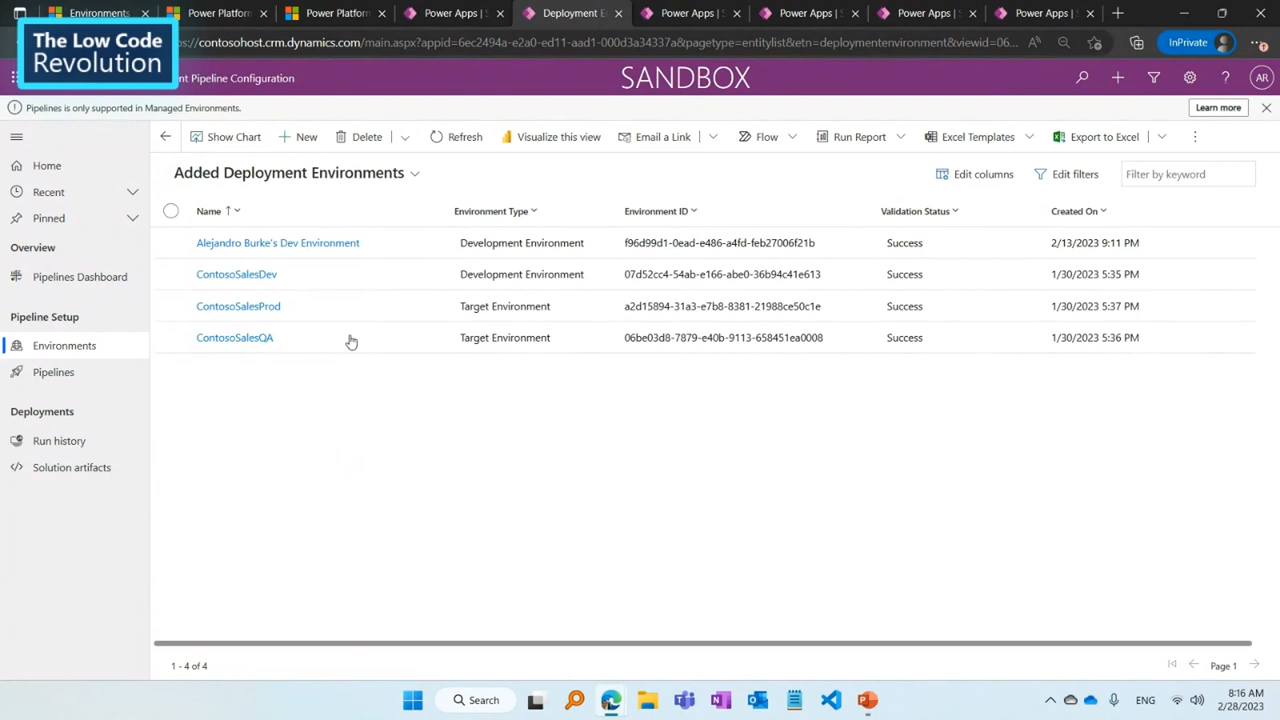 Environments
Power Platform
Power Platform
Power Apps |
Deployment
Power Apps | S
Power Apps |
Power Apps | S
Power Apps | S
The Low Code
Revolution
ps://contosohost.crm.dynamics.com/main.aspx?appid=6ec2494a-e2a0-ed11-aad1-000d3a34337a&pagetype=entitylist&etn=deploymentenvironment&viewid=06...
InPrivate
nt Pipeline Configuration
SANDBOX
AR
Pipelines is only supported in Managed Environments.
Learn more
Show Chart
New
Delete
Refresh
Visualize this view
Email a Link
Flow
Run Report
Excel Templates
Export to Excel
Home
Recent
Pinned
Overview
Pipelines Dashboard
Pipeline Setup
Environments
Pipelines
Deployments
Run history
Solution artifacts
Added Deployment Environments
Edit columns
Edit filters
Filter by keyword
Name ↑ Environment Type Environment ID Validation Status Created On
Alejandro Burke's Dev Environment Development Environment f96d99d1-0ead-e486-a4fd-feb27006f21b Success 2/13/2023 9:11 PM
ContosoSalesDev Development Environment 07d52cc4-54ab-e166-abe0-36b94c41e613 Success 1/30/2023 5:35 PM
ContosoSalesProd Target Environment a2d15894-31a3-e7b8-8381-21988ce50c1e Success 1/30/2023 5:37 PM
ContosoSalesQA Target Environment 06be03d8-7879-e40b-9113-658451ea0008 Success 1/30/2023 5:36 PM
1 - 4 of 4
Page 1
Search
ENG
8:16 AM
2/28/2023